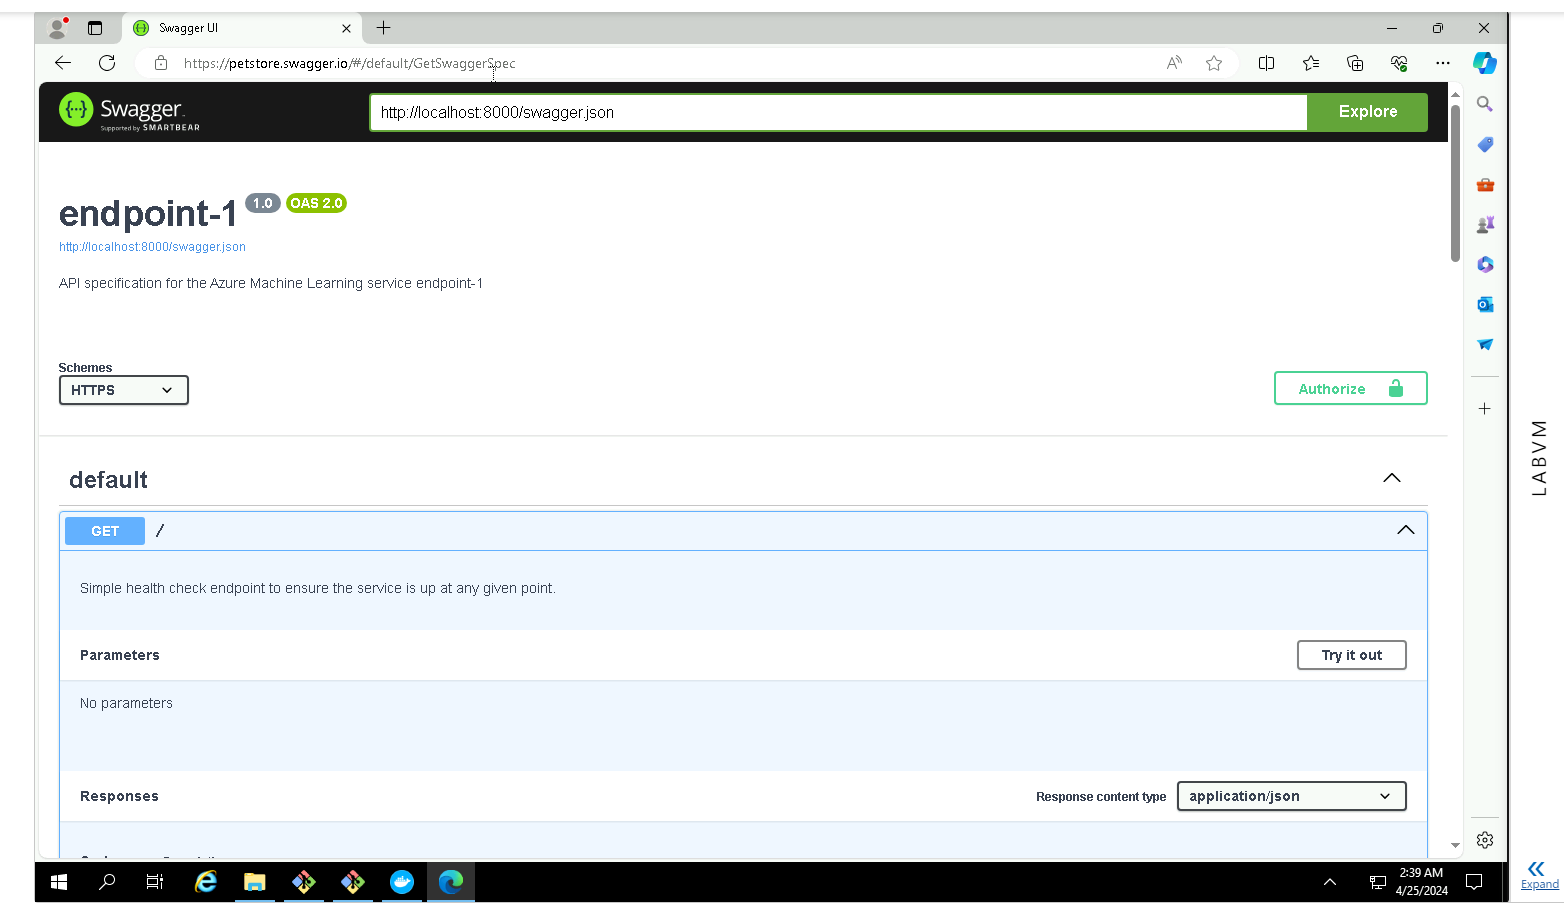 Swagger UI
https://petstore.swagger.io/#/default/GetSwaggerSpec
Swagger.
Supported by SMARTBEAR
http://localhost:8000/swagger.json
Explore
endpoint-1
1.0
OAS 2.0
http://localhost:8000/swagger.json
API specification for the Azure Machine Learning service endpoint-1
Schemes
HTTPS
Authorize
default
GET
/
Simple health check endpoint to ensure the service is up at any given point.
Parameters
Try it out
No parameters
Responses
Response content type
application/json
2:39 AM
4/25/2024
LABVM
Expand